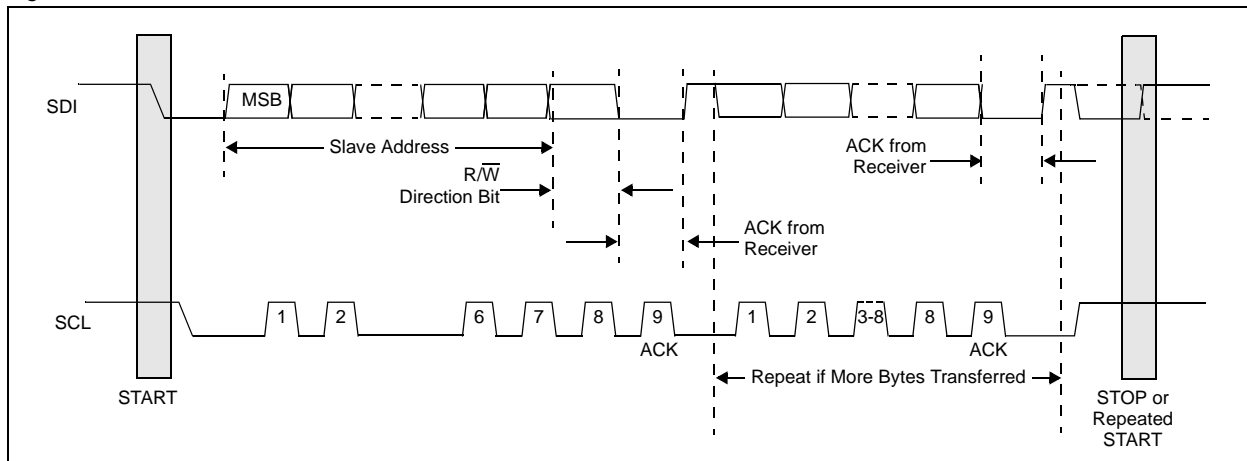 SDI
MSB
Slave Address
R/W̅
Direction Bit
ACK from
Receiver
ACK from
Receiver
SCL
1 2 6 7 8 9 1 2 3-8 8 9
ACK ACK
Repeat if More Bytes Transferred
START
STOP or
Repeated
START